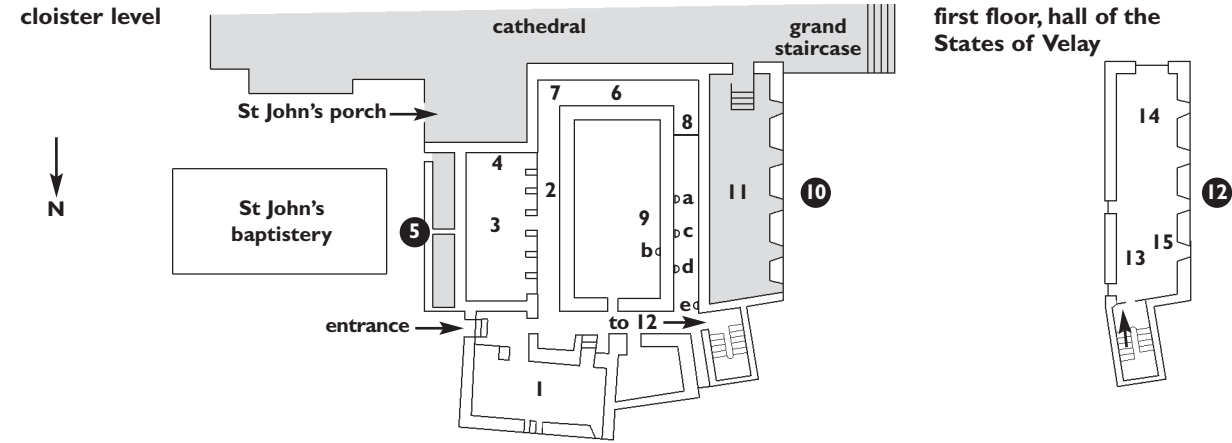 cloister level
cathedral
grand
staircase
first floor, hall of the
States of Velay
St John's porch
N
St John's
baptistery
entrance
to 12
1
2
3
4
5
6
7
8
9
a
b
c
d
e
10
11
12
13
14
15